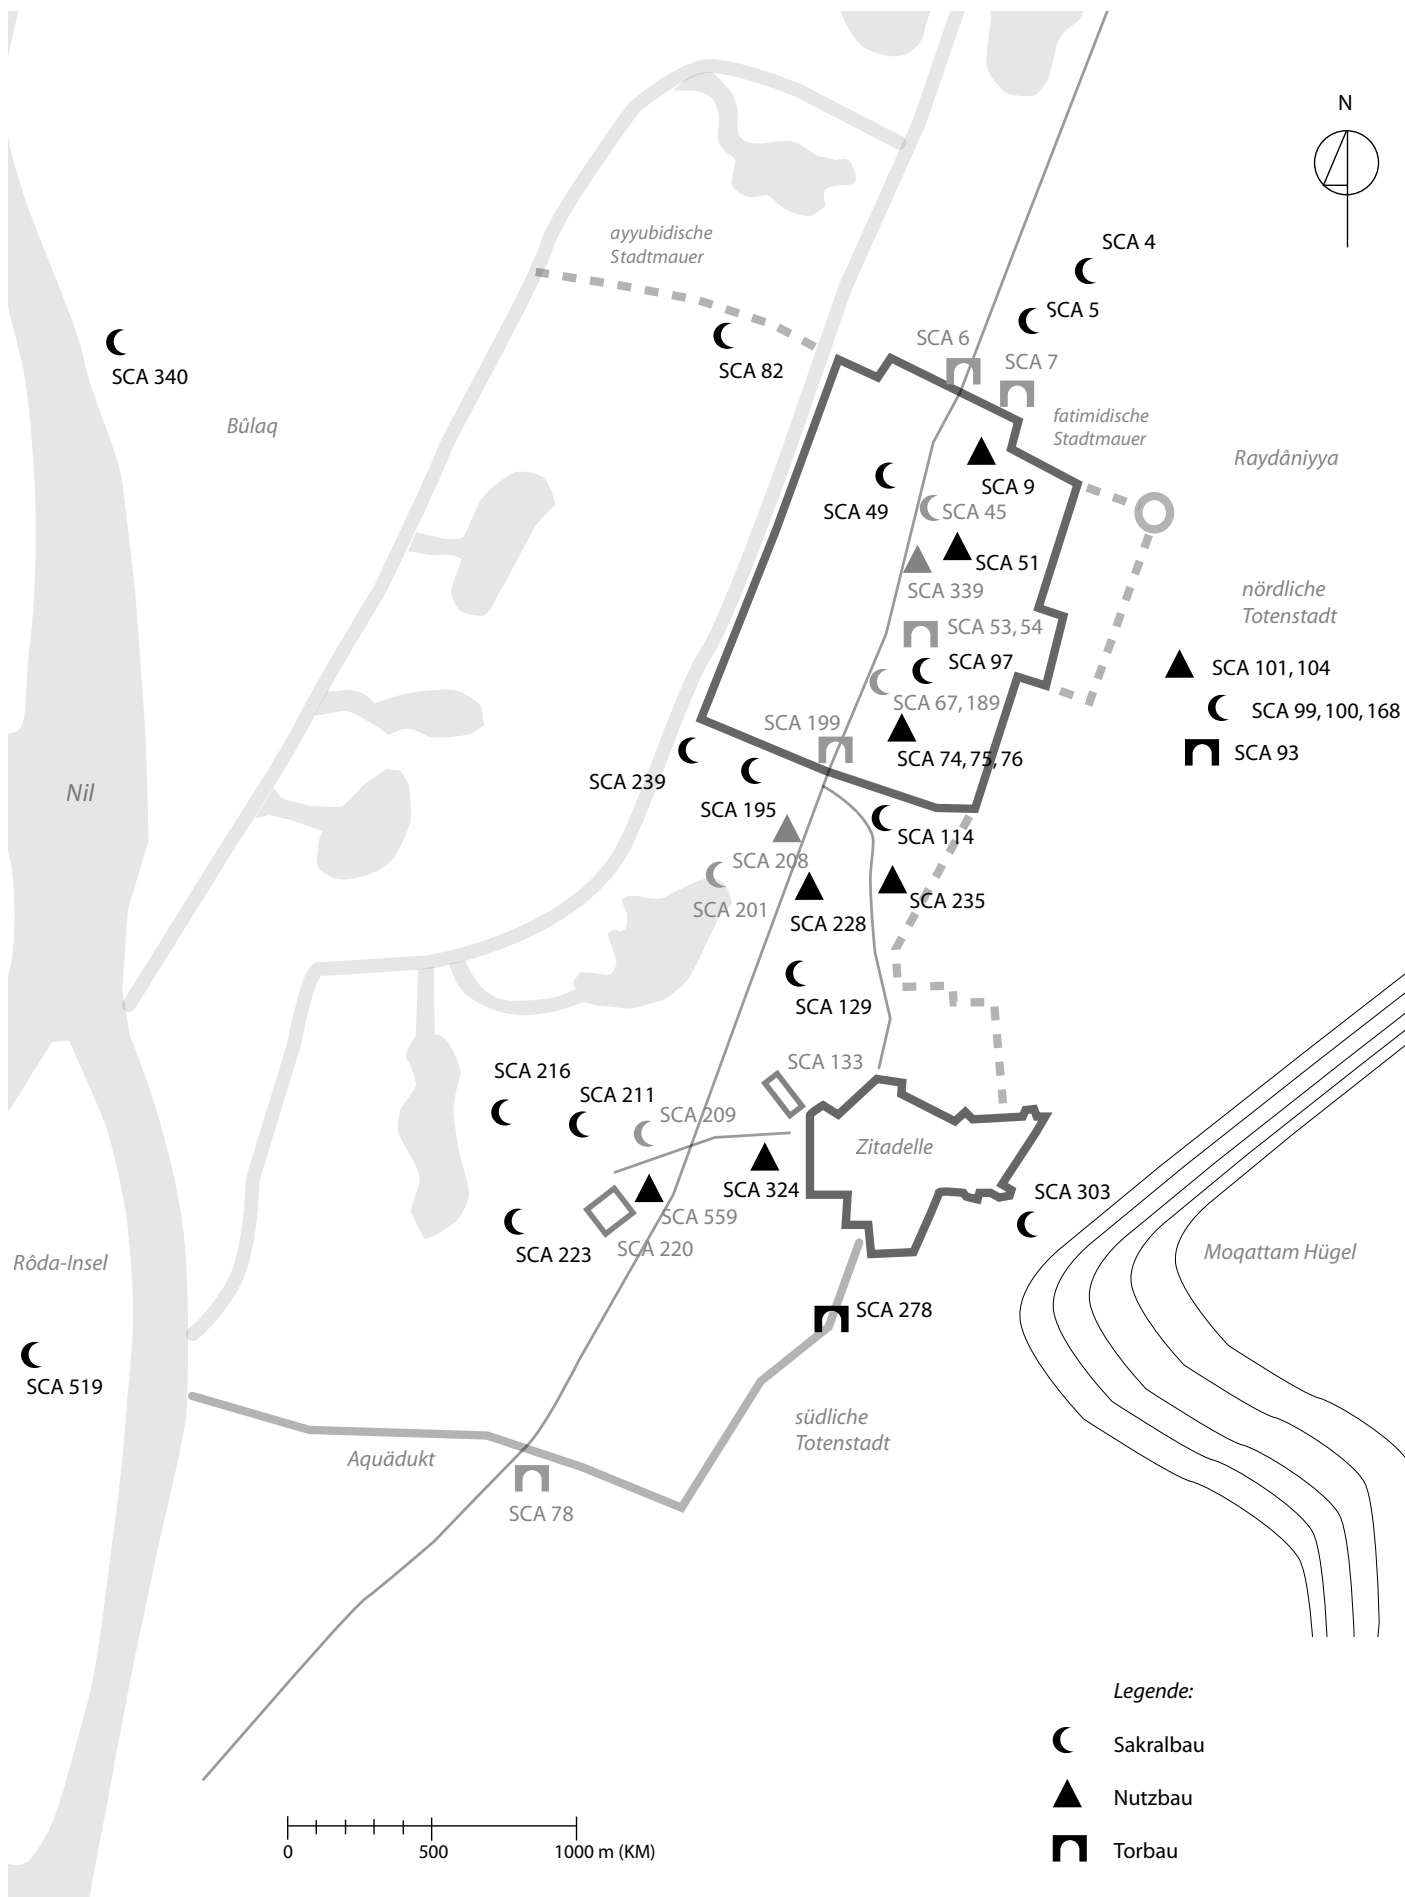 N
SCA 4
ayyubidische
Stadtmauer
SCA 5
SCA 6
SCA 7
SCA 82
SCA 340
fatimidische
Stadtmauer
Bûlaq
Raydâniyya
SCA 9
SCA 49
SCA 45
SCA 51
SCA 339
nördliche
Totenstadt
SCA 53, 54
SCA 97
SCA 101, 104
SCA 67, 189
SCA 99, 100, 168
SCA 199
SCA 93
SCA 74, 75, 76
SCA 239
Nil
SCA 195
SCA 114
SCA 208
SCA 201
SCA 235
SCA 228
SCA 129
SCA 133
SCA 216
SCA 211
SCA 209
Zitadelle
SCA 324
SCA 303
SCA 559
SCA 223
SCA 220
Moqattam Hügel
Rôda-Insel
SCA 278
SCA 519
südliche
Totenstadt
Aquädukt
SCA 78
Legende:
Sakralbau
Nutzbau
Torbau
0 500 1000 m (KM)